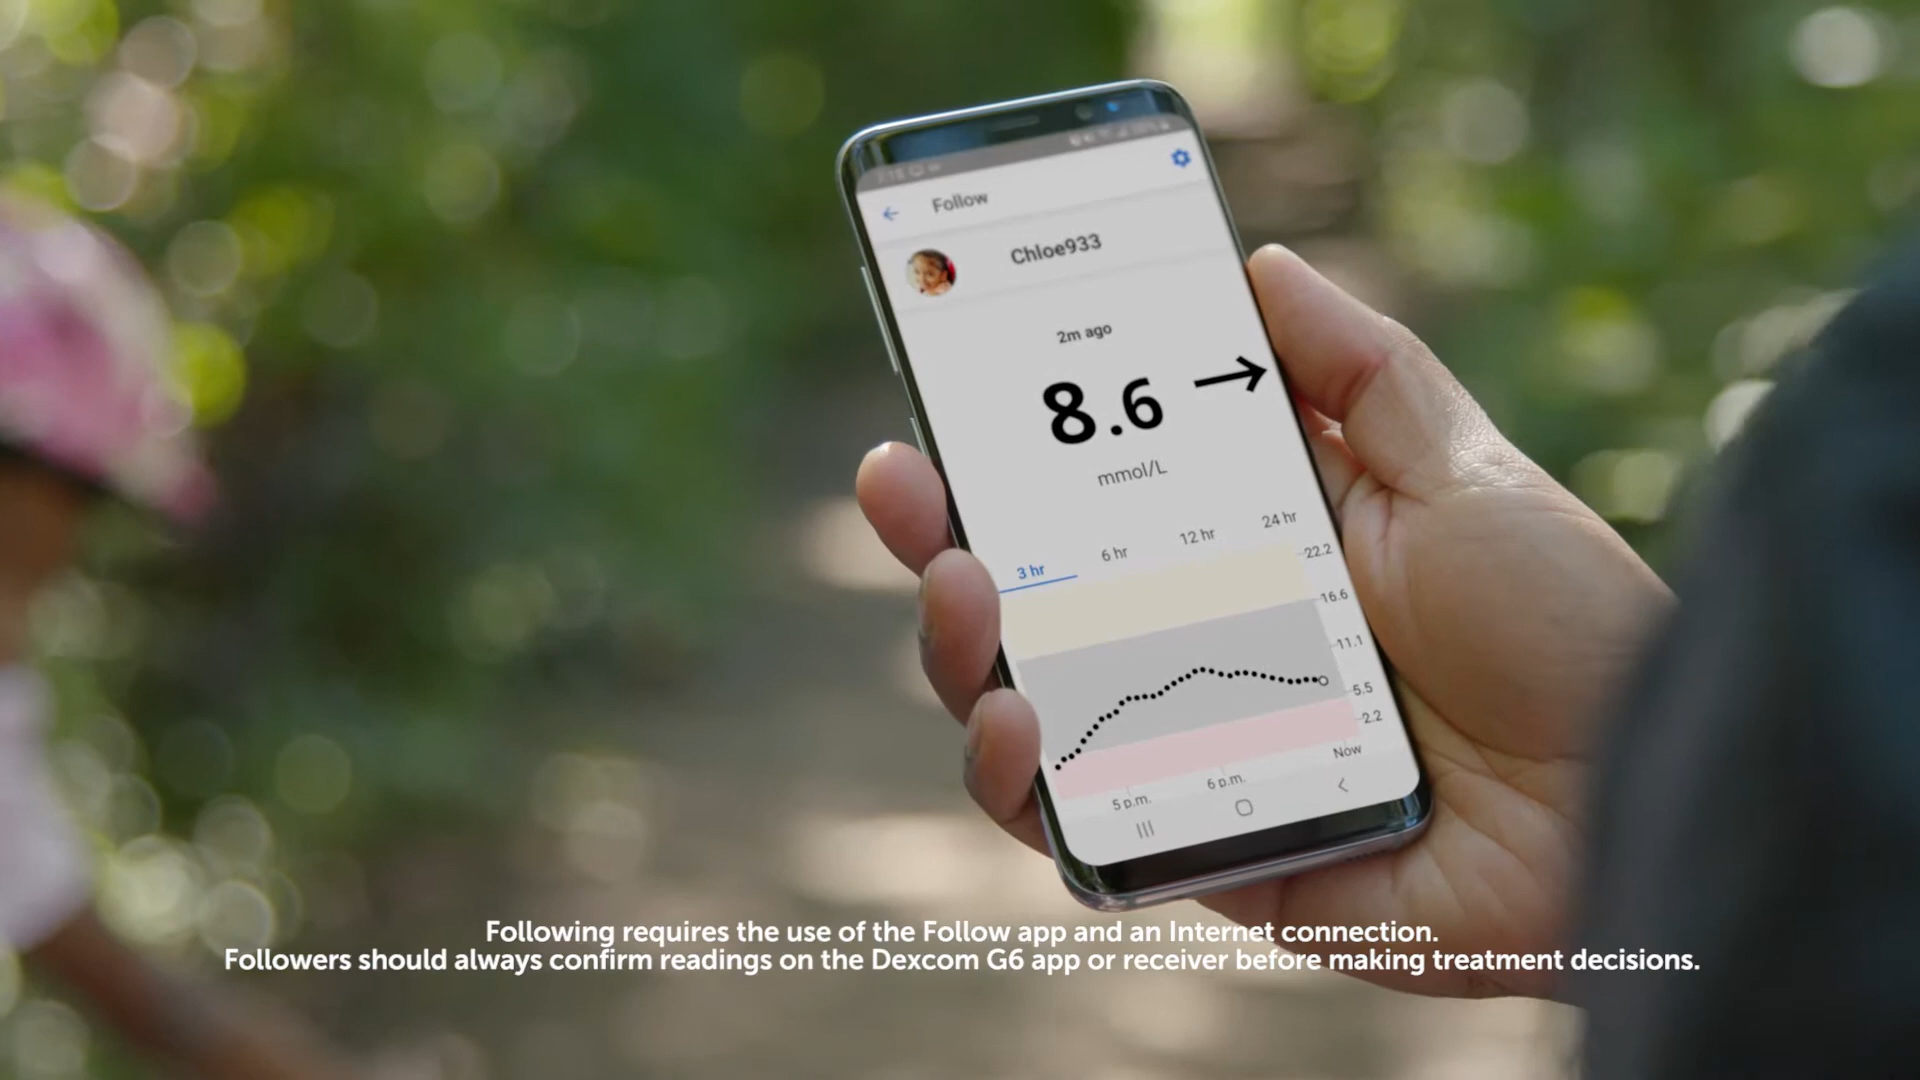 Follow
Chloe933
2m ago
8.6
mmol/L
3 hr 6 hr 12 hr 24 hr
22.2
16.6
11.1
5.5
2.2
5 p.m. 6 p.m. Now
Following requires the use of the Follow app and an Internet connection.
Followers should always confirm readings on the Dexcom G6 app or receiver before making treatment decisions.